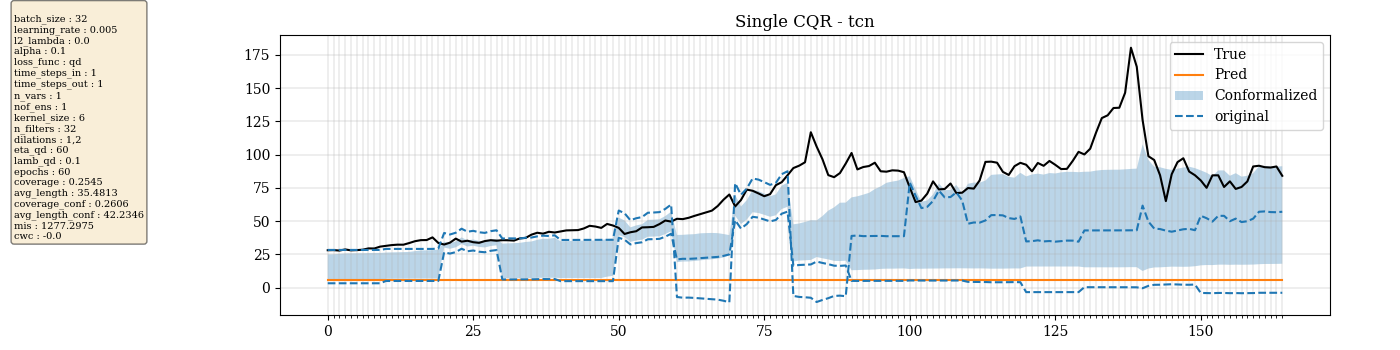 batch_size : 32
learning_rate : 0.005
l2_lambda : 0.0
alpha : 0.1
loss_func : qd
time_steps_in : 1
time_steps_out : 1
n_vars : 1
nof_ens : 1
kernel_size : 6
n_filters : 32
dilations : 1,2
eta_qd : 60
lamb_qd : 0.1
epochs : 60
coverage : 0.2545
avg_length : 35.4813
coverage_conf : 0.2606
avg_length_conf : 42.2346
mis : 1277.2975
cwc : -0.0
Single CQR - tcn
175
150
125
100
75
50
25
0
True
Pred
Conformalized
original
0 25 50 75 100 125 150